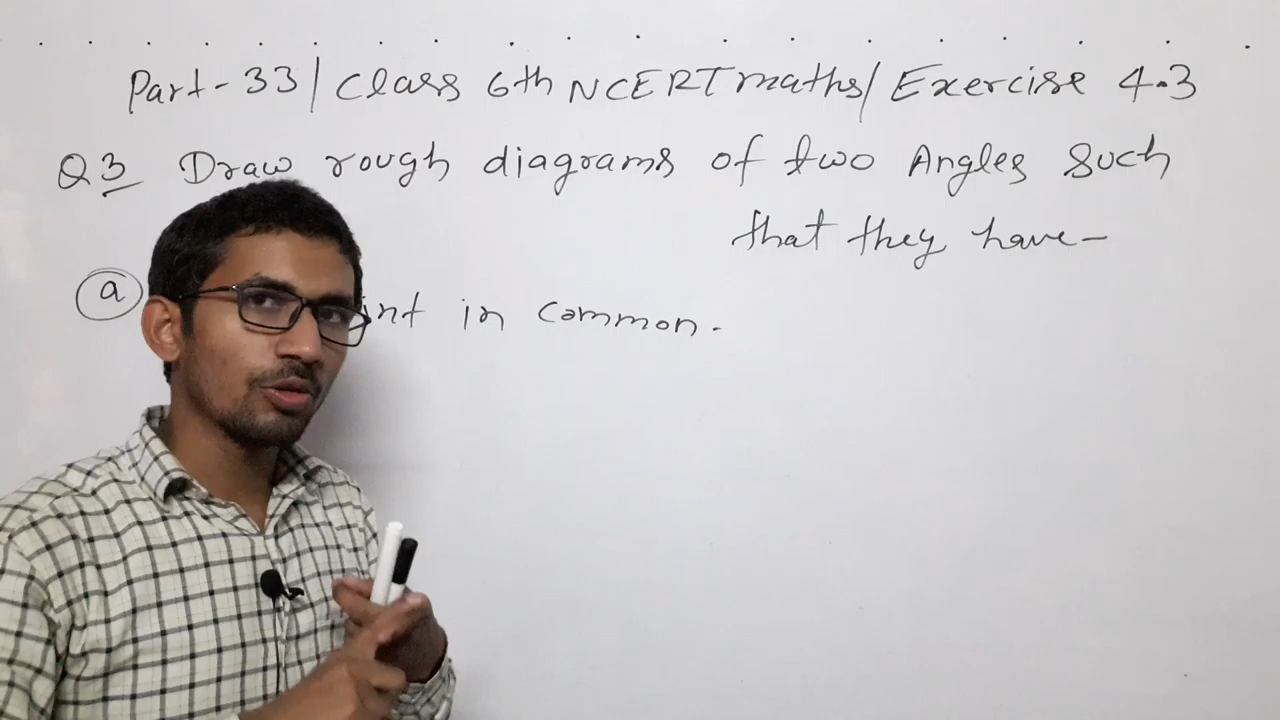 Part-33/ Class 6th NCERT maths/ Exercise 4.3
Q3 Draw rough diagrams of two Angles Such
that they have-
a in common.